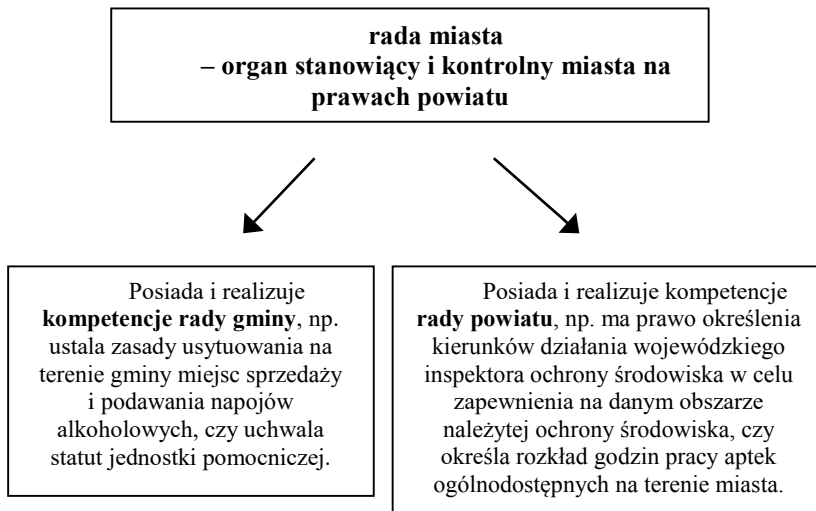 rada miasta
– organ stanowiący i kontrolny miasta na
prawach powiatu
Posiada i realizuje
kompetencje rady gminy, np.
ustala zasady usytuowania na
terenie gminy miejsc sprzedaży
i podawania napojów
alkoholowych, czy uchwala
statut jednostki pomocniczej.
Posiada i realizuje kompetencje
rady powiatu, np. ma prawo określenia
kierunków działania wojewódzkiego
inspektora ochrony środowiska w celu
zapewnienia na danym obszarze
należytej ochrony środowiska, czy
określa rozkład godzin pracy aptek
ogólnodostępnych na terenie miasta.